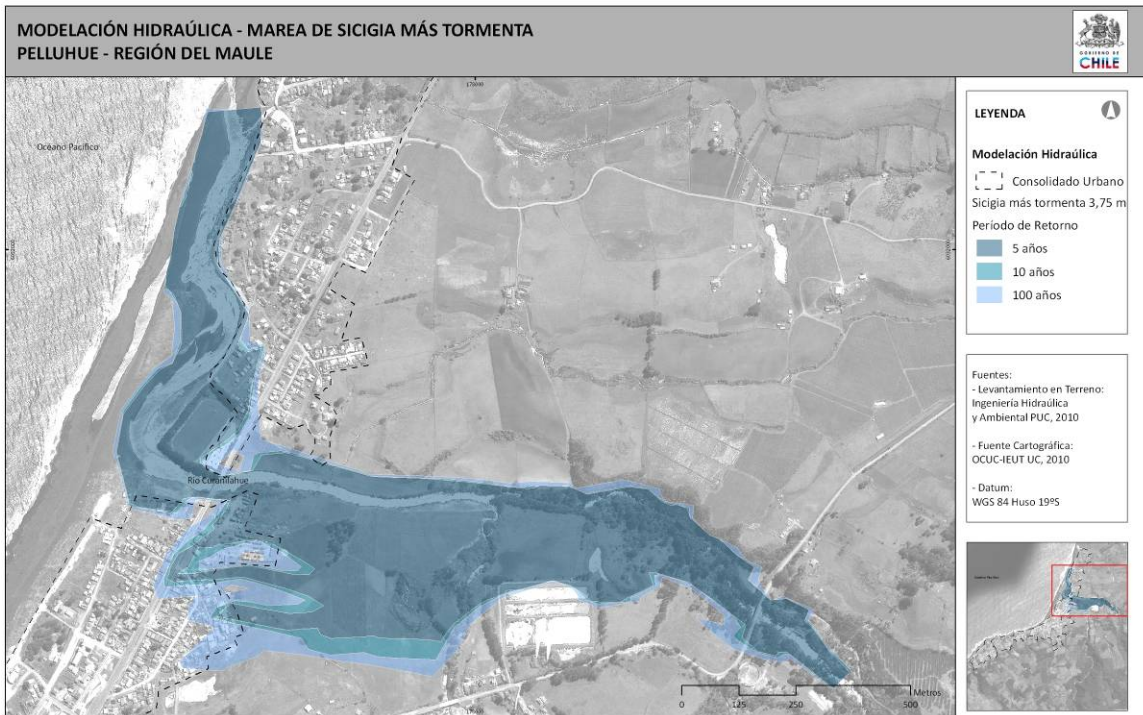 MODELACIÓN HIDRAÚLICA - MAREA DE SICIGIA MÁS TORMENTA
PELLUHUE - REGIÓN DEL MAULE
GOBIERNO DE
CHILE
Océano Pacífico
Río Curanilahue
0 125 250 500
Metros
LEYENDA
Modelación Hidraúlica
Consolidado Urbano
Sicigia más tormenta 3,75 m
Período de Retorno
5 años
10 años
100 años
Fuentes:
- Levantamiento en Terreno:
Ingeniería Hidraúlica
y Ambiental PUC, 2010
- Fuente Cartográfica:
OCUC-IEUT UC, 2010
- Datum:
WGS 84 Huso 19ºS